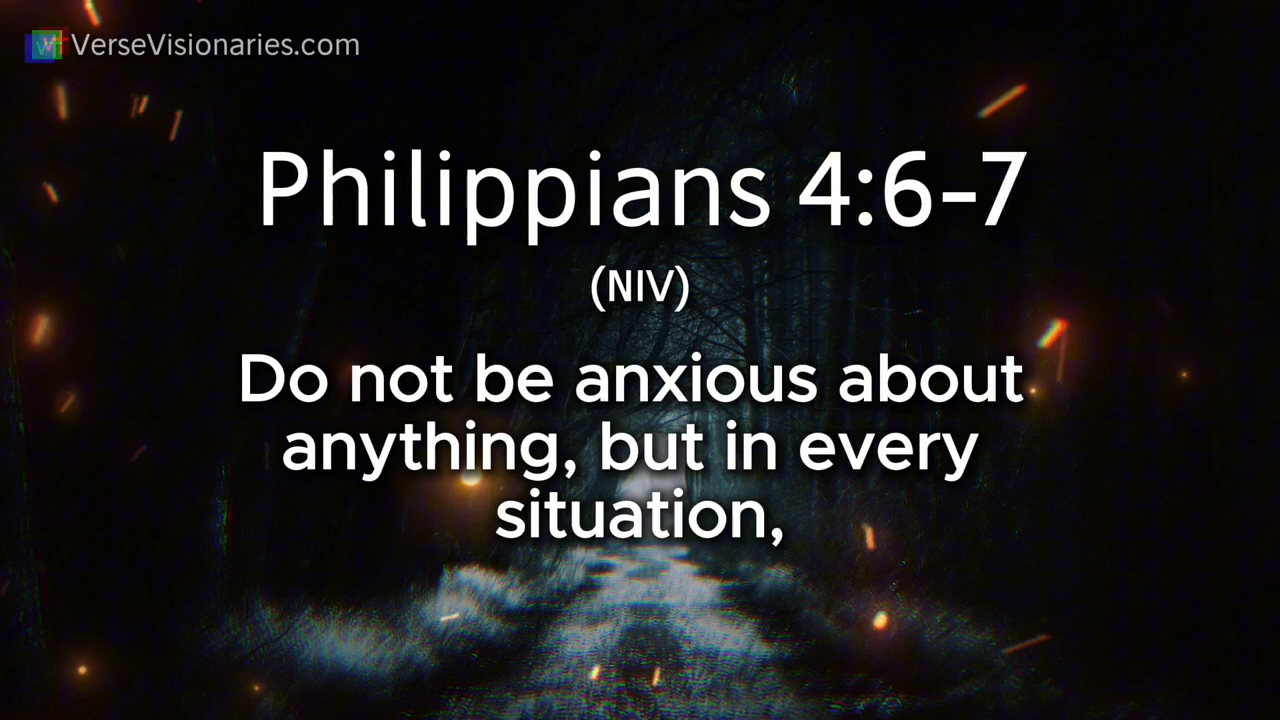 VerseVisionaries.com
Philippians 4:6-7
(NIV)
Do not be anxious about
anything, but in every
situation,